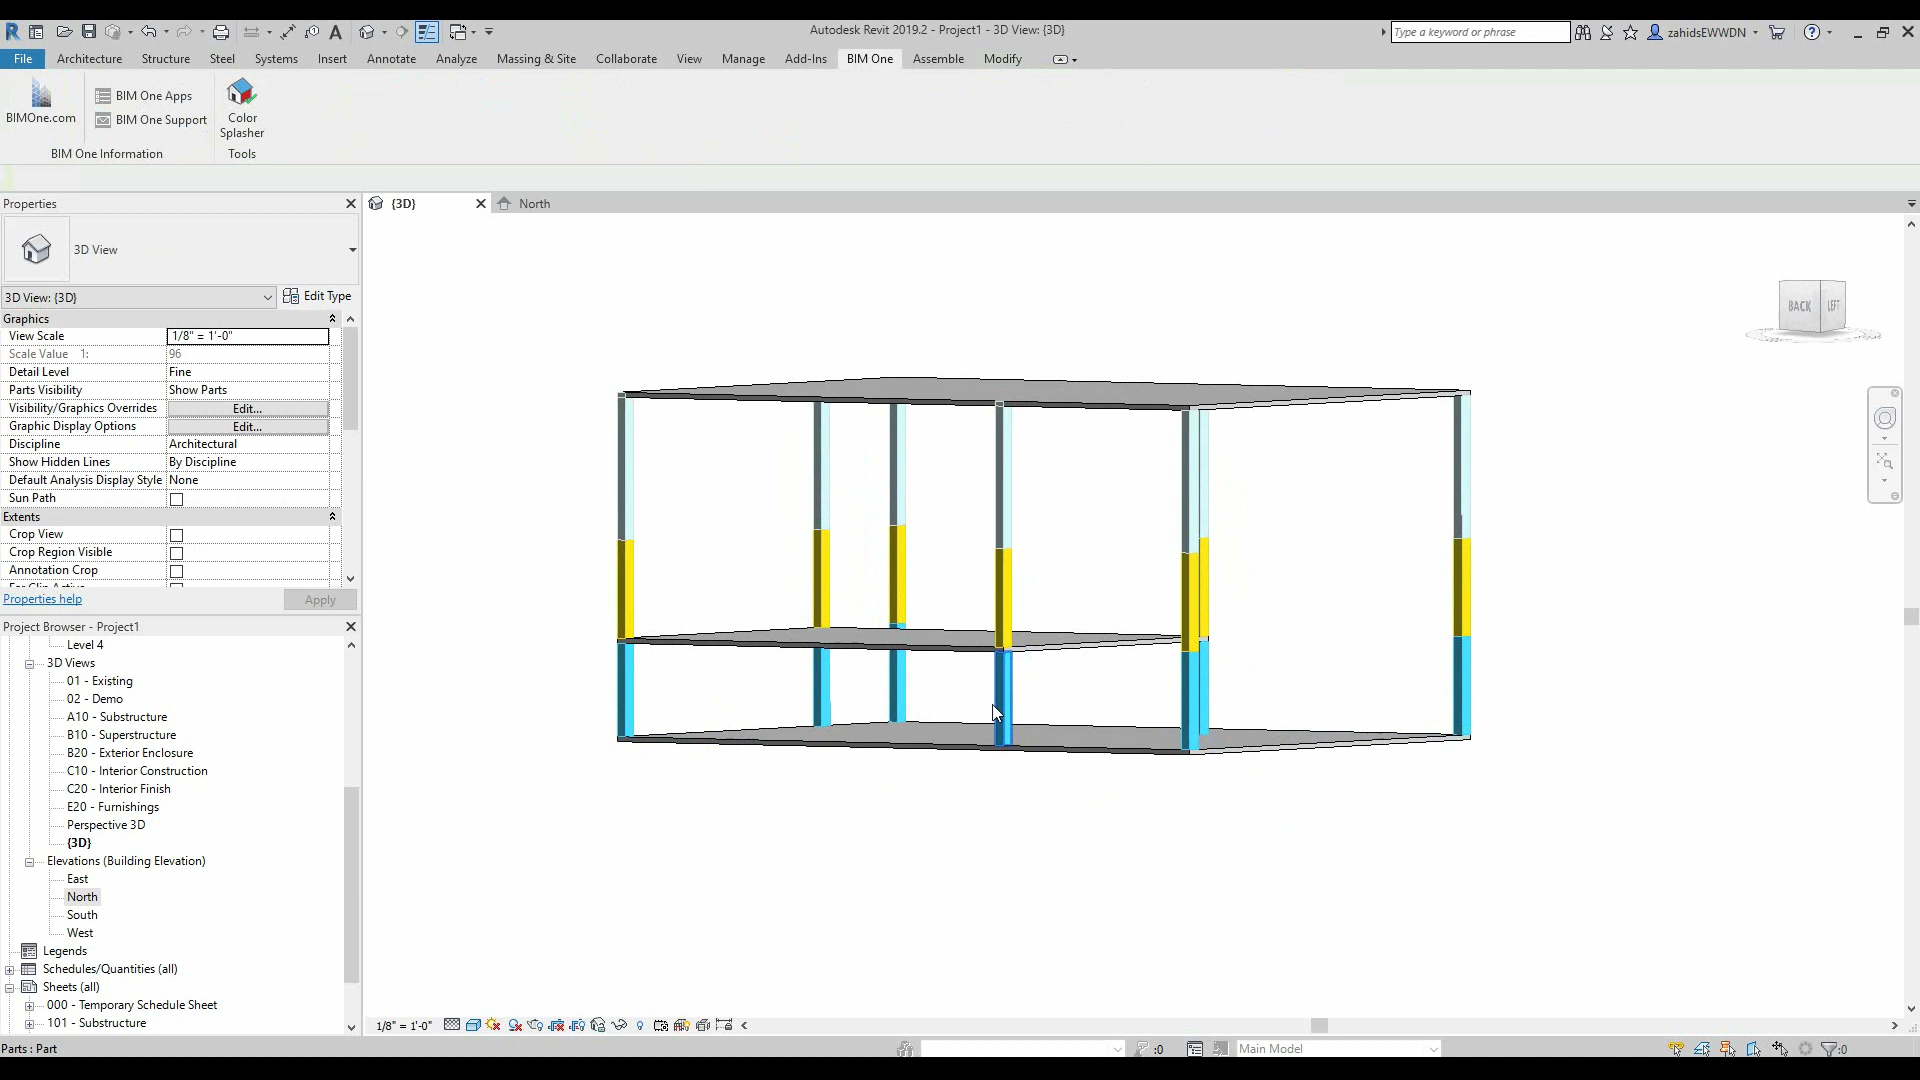 Autodesk Revit 2019.2 - Project1 - 3D View: {3D}
Type a keyword or phrase
zahidsEWWDN
File Architecture Structure Steel Systems Insert Annotate Analyze Massing & Site Collaborate View Manage Add-Ins BIM One Assemble Modify
BIMOne.com
BIM One Apps
BIM One Support
Color
Splasher
BIM One Information
Tools
Properties
{3D}
North
3D View
3D View: {3D}
Edit Type
Graphics
View Scale 1/8" = 1'-0"
Scale Value 1: 96
Detail Level Fine
Parts Visibility Show Parts
Visibility/Graphics Overrides Edit...
Graphic Display Options Edit...
Discipline Architectural
Show Hidden Lines By Discipline
Default Analysis Display Style None
Sun Path
Extents
Crop View
Crop Region Visible
Annotation Crop
Properties help
Apply
BACK
LEFT
Project Browser - Project1
Level 4
3D Views
01 - Existing
02 - Demo
A10 - Substructure
B10 - Superstructure
B20 - Exterior Enclosure
C10 - Interior Construction
C20 - Interior Finish
E20 - Furnishings
Perspective 3D
{3D}
Elevations (Building Elevation)
East
North
South
West
Legends
Schedules/Quantities (all)
Sheets (all)
000 - Temporary Schedule Sheet
101 - Substructure
1/8" = 1'-0"
Parts : Part
:0
Main Model
:0